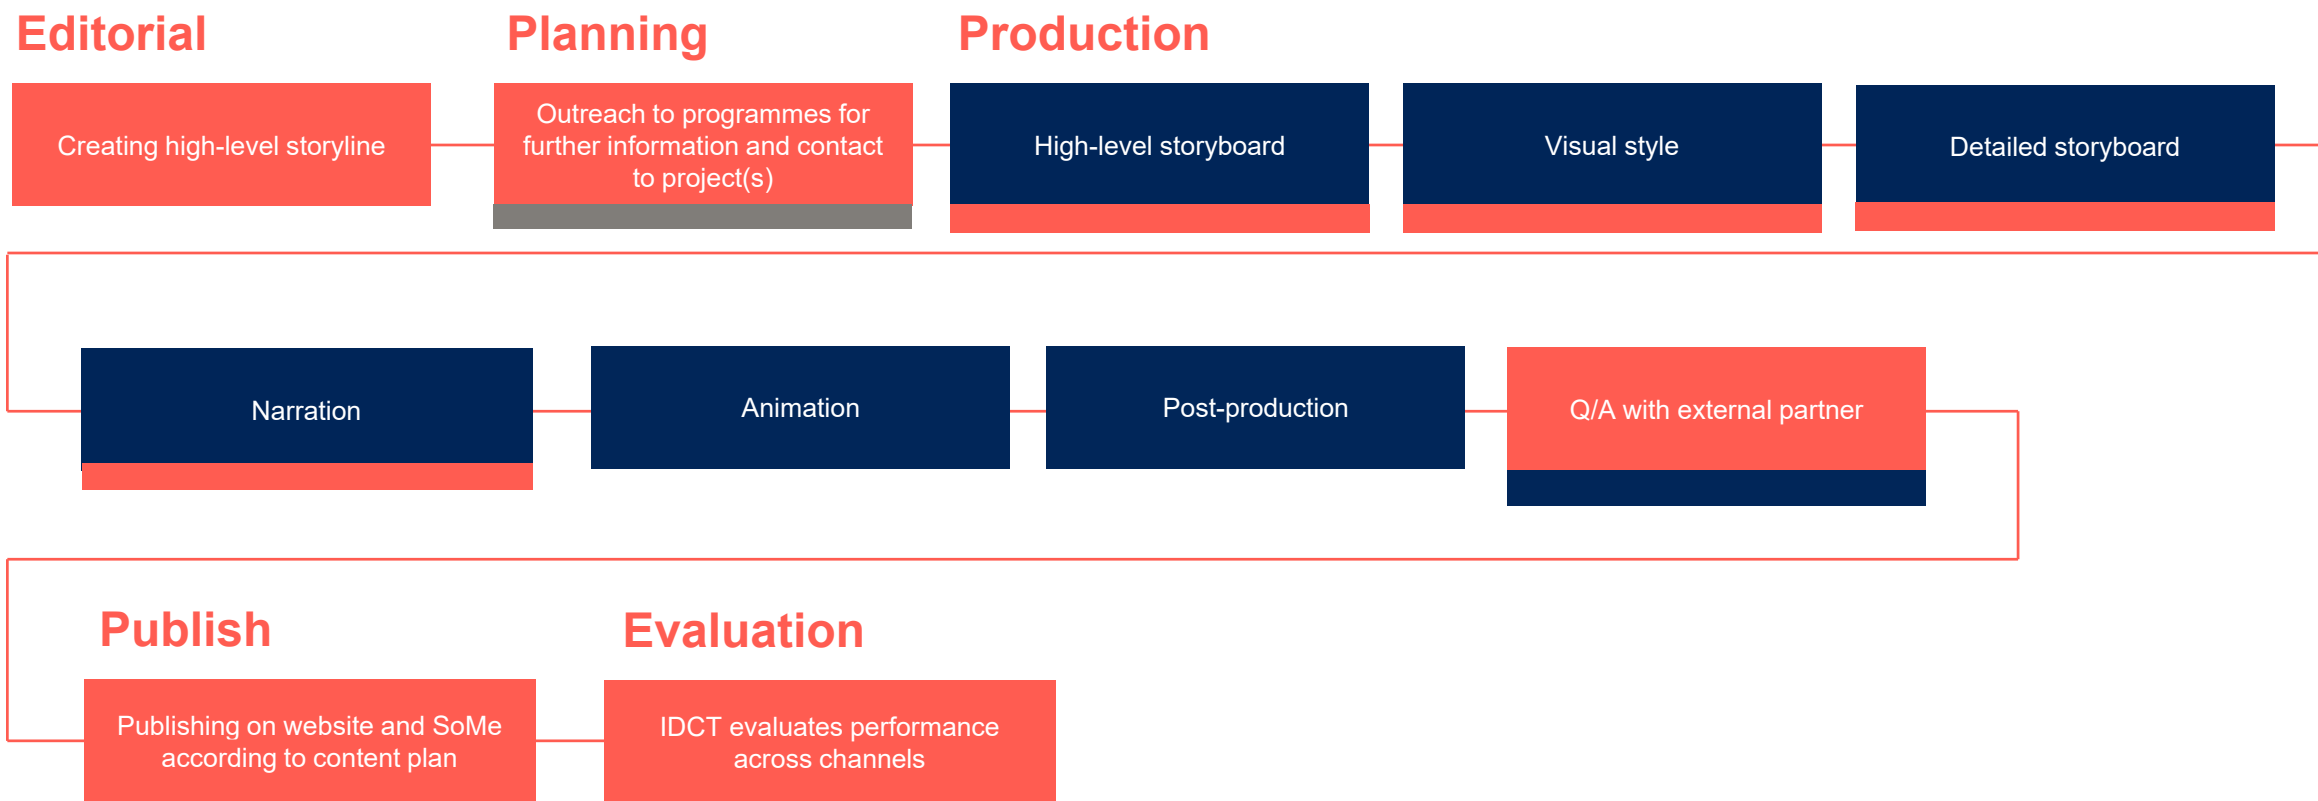 Editorial
Planning
Production
Creating high-level storyline
Outreach to programmes for
further information and contact
to project(s)
High-level storyboard
Visual style
Detailed storyboard
Narration
Animation
Post-production
Q/A with external partner
Publish
Evaluation
Publishing on website and SoMe
according to content plan
IDCT evaluates performance
across channels